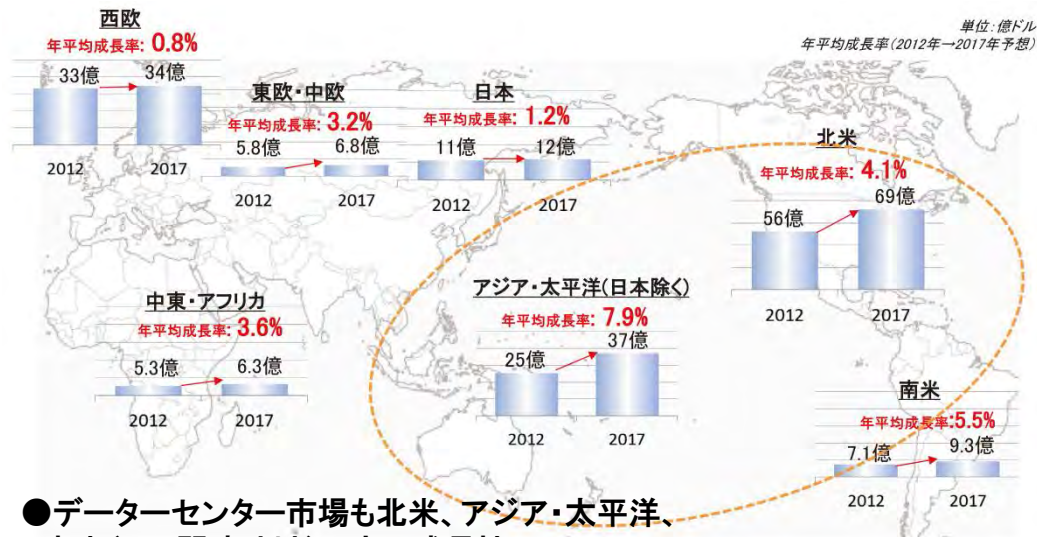 単位:億ドル
年平均成長率(2012年→2017年予想)
西欧
年平均成長率: 0.8%
33億 34億
2012 2017
東欧・中欧
年平均成長率: 3.2%
5.8億 6.8億
2012 2017
日本
年平均成長率: 1.2%
11億 12億
2012 2017
北米
年平均成長率: 4.1%
56億 69億
2012 2017
中東・アフリカ
年平均成長率: 3.6%
5.3億 6.3億
2012 2017
アジア・太平洋(日本除く)
年平均成長率: 7.9%
25億 37億
2012 2017
南米
年平均成長率:5.5%
7.1億 9.3億
2012 2017
●データーセンター市場も北米、アジア・太平洋、